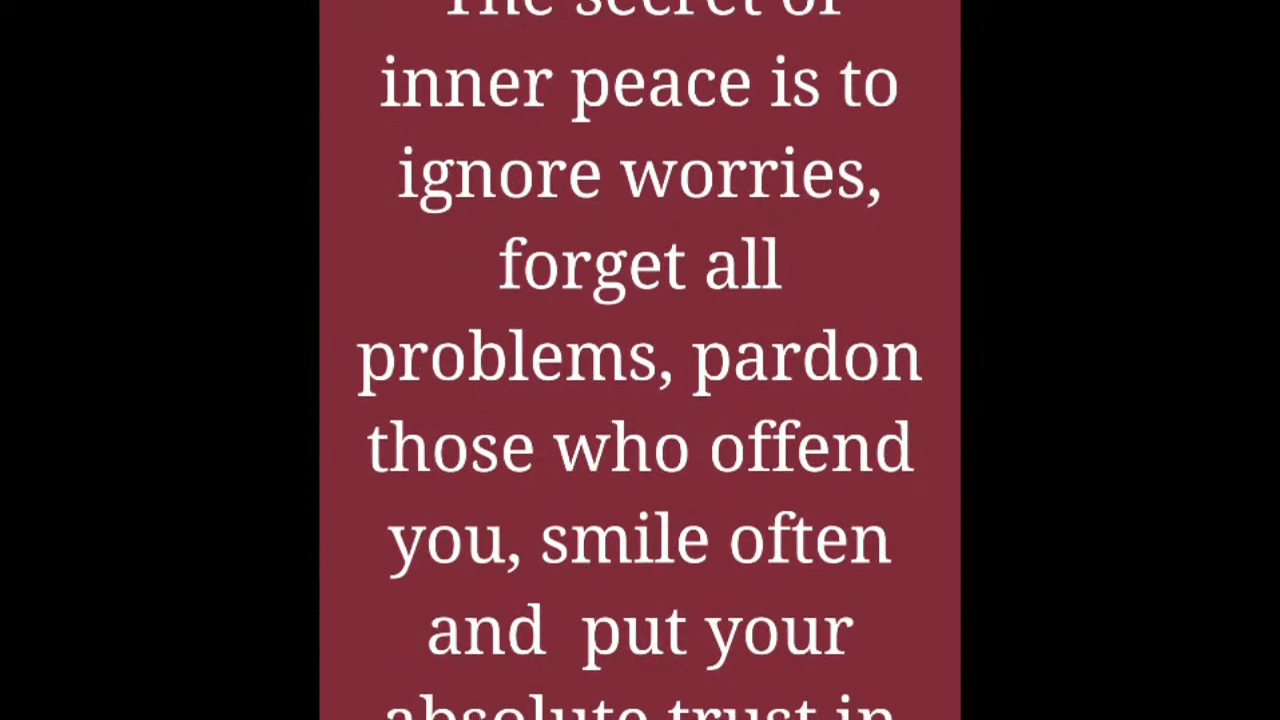 The secret of
inner peace is to
ignore worries,
forget all
problems, pardon
those who offend
you, smile often
and  put your
absolute trust in